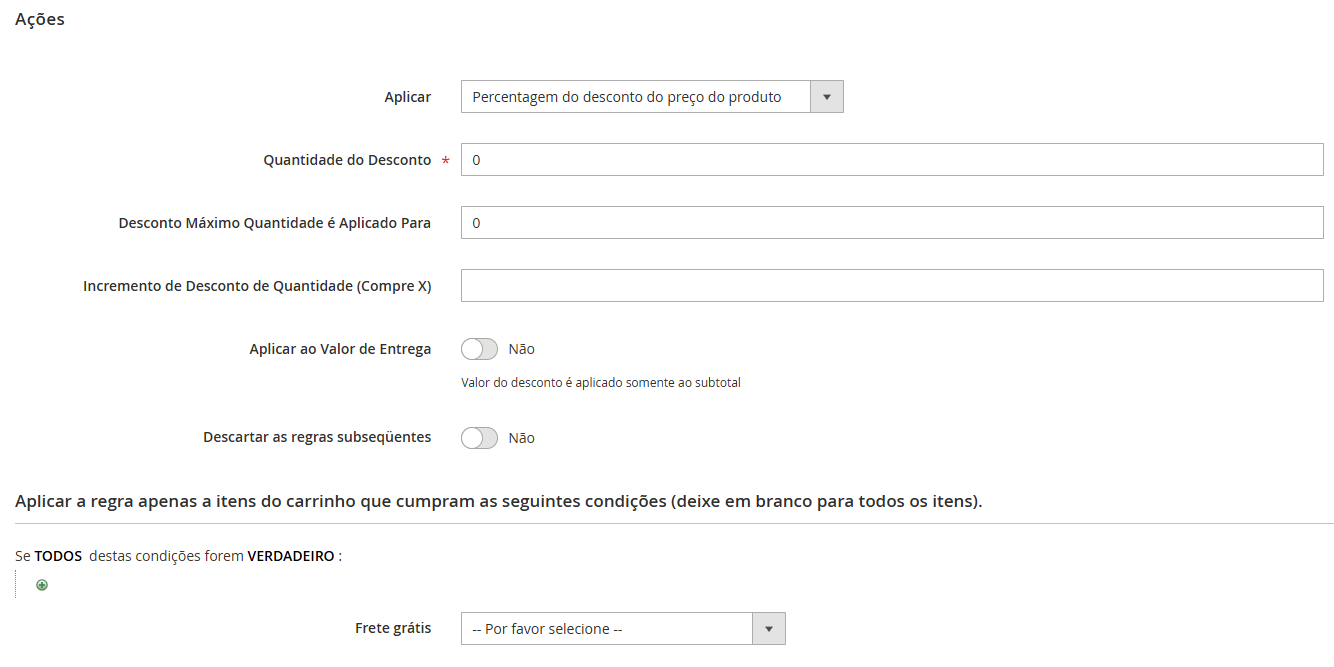 Ações
Aplicar Percentagem do desconto do preço do produto
Quantidade do Desconto * 0
Desconto Máximo Quantidade é Aplicado Para 0
Incremento de Desconto de Quantidade (Compre X)
Aplicar ao Valor de Entrega Não
Valor do desconto é aplicado somente ao subtotal
Descartar as regras subseqüentes Não
Aplicar a regra apenas a itens do carrinho que cumpram as seguintes condições (deixe em branco para todos os itens).
Se TODOS destas condições forem VERDADEIRO :
Frete grátis -- Por favor selecione --